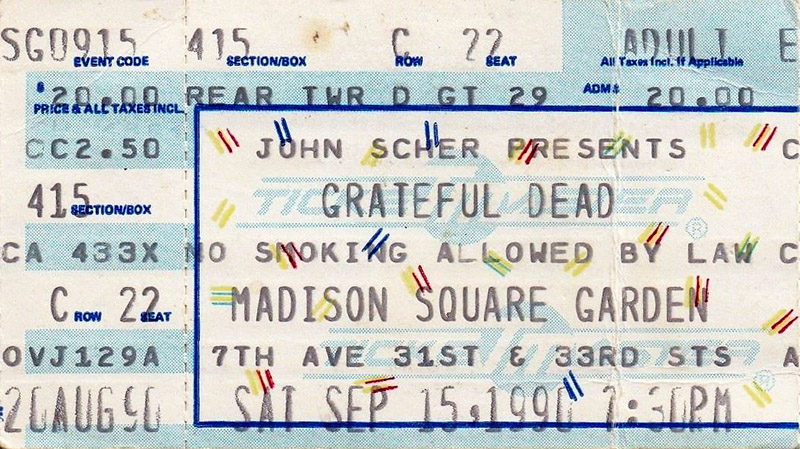 SG0915 415 C 22 ADULT E
EVENT CODE SECTION/BOX ROW SEAT All Taxes Incl. if Applicable
$ 20.00 REAR TWR D GT 29 ADM$ 20.00
PRICE & ALL TAXES INCL.
CC2.50 JOHN SCHER PRESENTS C
415 SECTION/BOX GRATEFUL DEAD
TICKETMASTER ®
CA 433X NO SMOKING ALLOWED BY LAW C
C ROW 22 SEAT MADISON SQUARE GARDEN
OVJ129A 7TH AVE 31ST & 33RD STS A
TICKETMASTER ®
20AUG90 SAT SEP 15,1990 7:30PM